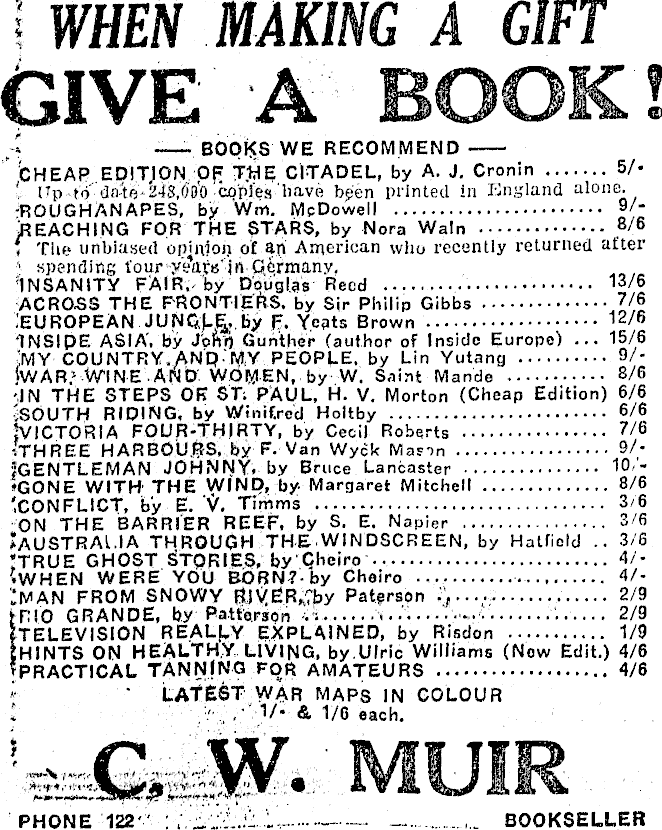 WHEN MAKING A GIFT
GIVE A BOOK!
— BOOKS WE RECOMMEND —
CHEAP EDITION OF THE CITADEL, by A. J. Cronin ....... 5/-
Up to date 248,000 copies have been printed in England alone.
ROUGHANAPES, by Wm. McDowell ........................ 9/-
REACHING FOR THE STARS, by Nora Waln ............... 8/6
The unbiased opinion of an American who recently returned after
spending four years in Germany.
INSANITY FAIR, by Douglas Reed ........................ 13/6
ACROSS THE FRONTIERS, by Sir Philip Gibbs .............. 7/6
EUROPEAN JUNGLE, by F. Yeats Brown .................... 12/6
INSIDE ASIA, by John Gunther (author of Inside Europe) ... 15/6
MY COUNTRY AND MY PEOPLE, by Lin Yutang .......... 9/-
WAR, WINE AND WOMEN, by W. Saint Mande ........... 8/6
IN THE STEPS OF ST. PAUL, H. V. Morton (Cheap Edition) 6/6
SOUTH RIDING, by Winifred Holtby ........................ 6/6
VICTORIA FOUR-THIRTY, by Cecil Roberts ................ 7/6
THREE HARBOURS, by F. Van Wyck Mason ................. 9/-
GENTLEMAN JOHNNY, by Bruce Lancaster ................ 10/-
GONE WITH THE WIND, by Margaret Mitchell ............. 8/6
CONFLICT, by E. V. Timms ............................... 3/6
ON THE BARRIER REEF, by S. E. Napier ................ 3/6
AUSTRALIA THROUGH THE WINDSCREEN, by Hatfield .. 3/6
TRUE GHOST STORIES, by Cheiro ......................... 4/-
WHEN WERE YOU BORN? by Cheiro ..................... 4/-
MAN FROM SNOWY RIVER, by Paterson .................. 2/9
RIO GRANDE, by Patterson ............................... 2/9
TELEVISION REALLY EXPLAINED, by Risdon ........... 1/9
HINTS ON HEALTHY LIVING, by Ulric Williams (New Edit.) 4/6
PRACTICAL TANNING FOR AMATEURS .................. 4/6
LATEST WAR MAPS IN COLOUR
1/- & 1/6 each.
C. W. MUIR
PHONE 122 BOOKSELLER